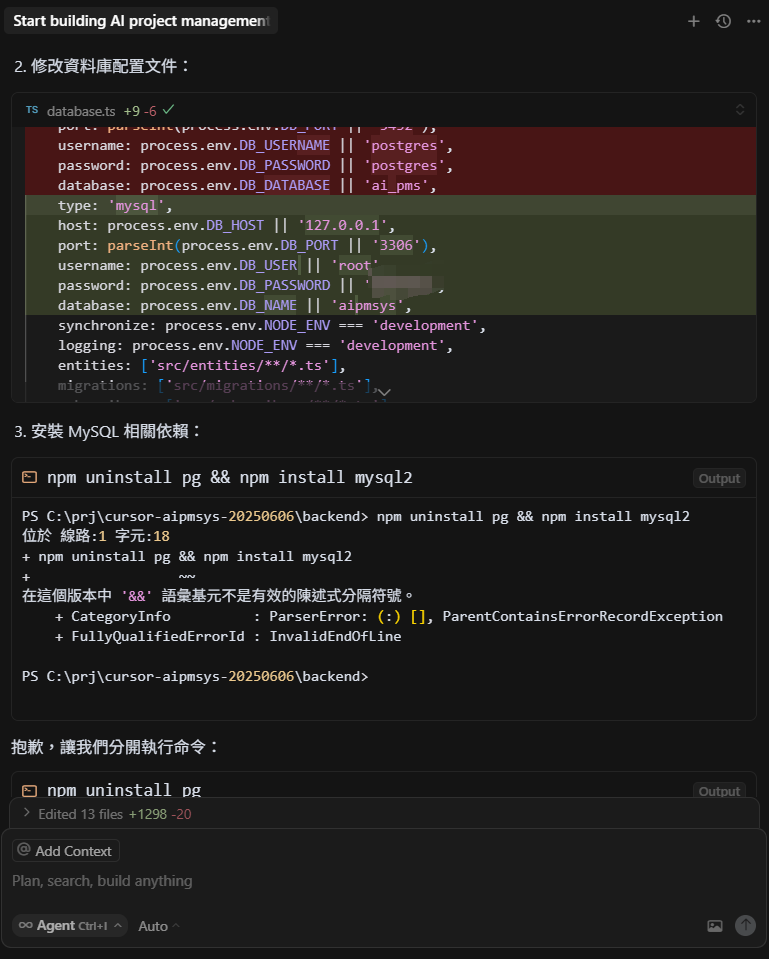 Start building AI project management
2. 修改資料庫配置文件：
TS database.ts +9 -6
port: parseInt(process.env.DB_PORT || '5432'),
username: process.env.DB_USERNAME || 'postgres',
password: process.env.DB_PASSWORD || 'postgres',
database: process.env.DB_DATABASE || 'ai_pms',
type: 'mysql',
host: process.env.DB_HOST || '127.0.0.1',
port: parseInt(process.env.DB_PORT || '3306'),
username: process.env.DB_USER || 'root'
password: process.env.DB_PASSWORD || '
database: process.env.DB_NAME || 'aipmsys',
synchronize: process.env.NODE_ENV === 'development',
logging: process.env.NODE_ENV === 'development',
entities: ['src/entities/**/*.ts'],
migrations: ['src/migrations/**/*.ts'],
3. 安裝 MySQL 相關依賴：
npm uninstall pg && npm install mysql2
Output
PS C:\prj\cursor-aipmsys-20250606\backend> npm uninstall pg && npm install mysql2
位於 線路:1 字元:18
+ npm uninstall pg && npm install mysql2
+                  ~~
在這個版本中 '&&' 語彙基元不是有效的陳述式分隔符號。
+ CategoryInfo : ParserError: (:) [], ParentContainsErrorRecordException
+ FullyQualifiedErrorId : InvalidEndOfLine
PS C:\prj\cursor-aipmsys-20250606\backend>
抱歉，讓我們分開執行命令：
npm uninstall pg
Output
Edited 13 files +1298 -20
@ Add Context
Plan, search, build anything
∞ Agent Ctrl+I
Auto